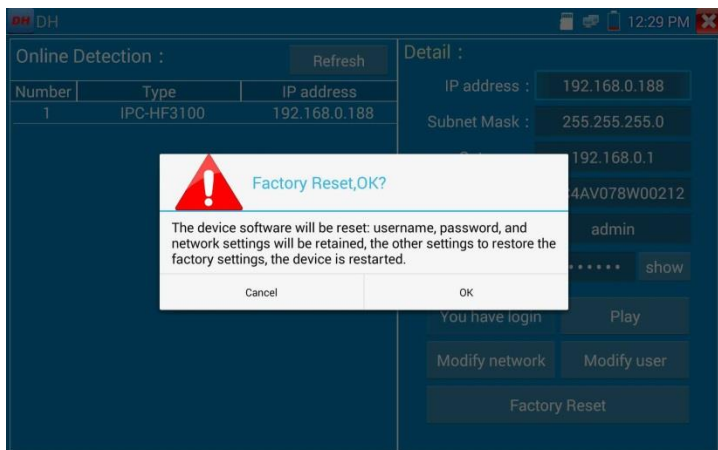 DH DH 12:29 PM
Online Detection : Refresh
Detail :
Number Type IP address
1 IPC-HF3100 192.168.0.188
IP address : 192.168.0.188
Subnet Mask : 255.255.255.0
192.168.0.1
4AV078W00212
admin
show
Factory Reset,OK?
The device software will be reset: username, password, and
network settings will be retained, the other settings to restore the
factory settings, the device is restarted.
Cancel OK
You have login Play
Modify network Modify user
Factory Reset